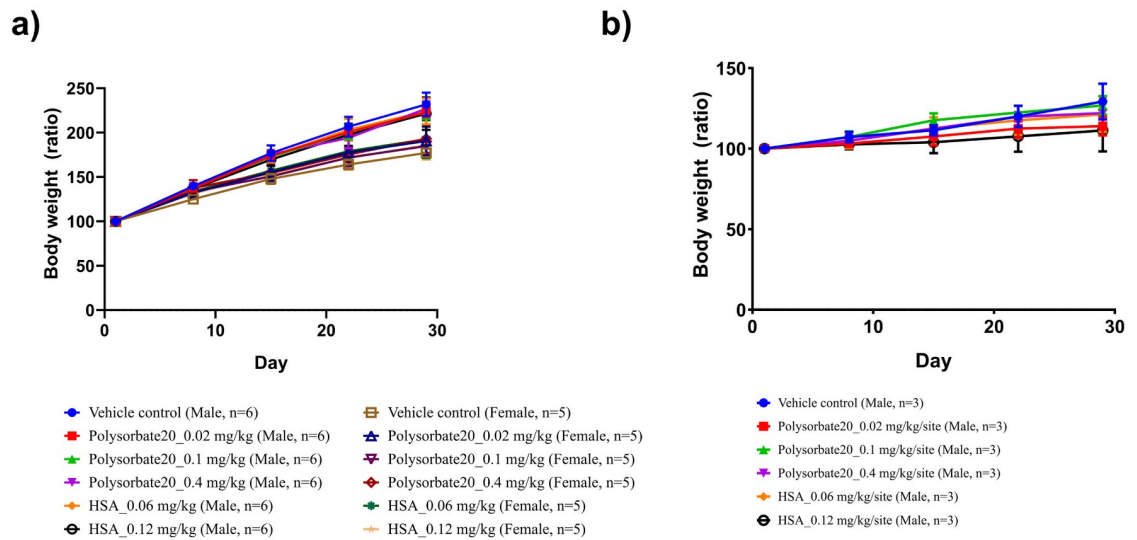 a)
Body weight (ratio)
250
200
150
100
50
0
0
10
20
30
Day
Vehicle control (Male, n=6)
Polysorbate20_0.02 mg/kg (Male, n=6)
Polysorbate20_0.1 mg/kg (Male, n=6)
Polysorbate20_0.4 mg/kg (Male, n=6)
HSA_0.06 mg/kg (Male, n=6)
HSA_0.12 mg/kg (Male, n=6)
Vehicle control (Female, n=5)
Polysorbate20_0.02 mg/kg (Female, n=5)
Polysorbate20_0.1 mg/kg (Female, n=5)
Polysorbate20_0.4 mg/kg (Female, n=5)
HSA_0.06 mg/kg (Female, n=5)
HSA_0.12 mg/kg (Female, n=5)
b)
Body weight (ratio)
150
100
50
0
0
10
20
30
Day
Vehicle control (Male, n=3)
Polysorbate20_0.02 mg/kg/site (Male, n=3)
Polysorbate20_0.1 mg/kg/site (Male, n=3)
Polysorbate20_0.4 mg/kg/site (Male, n=3)
HSA_0.06 mg/kg/site (Male, n=3)
HSA_0.12 mg/kg/site (Male, n=3)